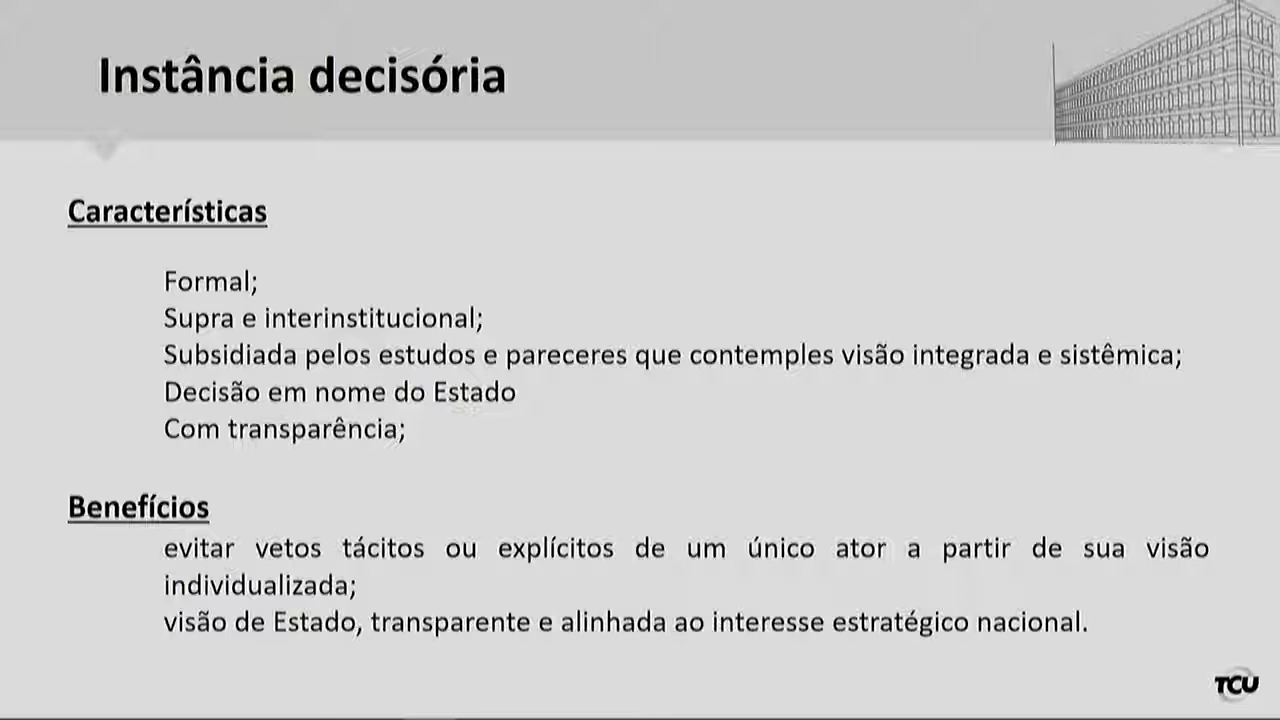 Instância decisória
Características
Formal;
Supra e interinstitucional;
Subsidiada pelos estudos e pareceres que contemples visão integrada e sistêmica;
Decisão em nome do Estado
Com transparência;
Benefícios
evitar vetos tácitos ou explícitos de um único ator a partir de sua visão
individualizada;
visão de Estado, transparente e alinhada ao interesse estratégico nacional.
TCU